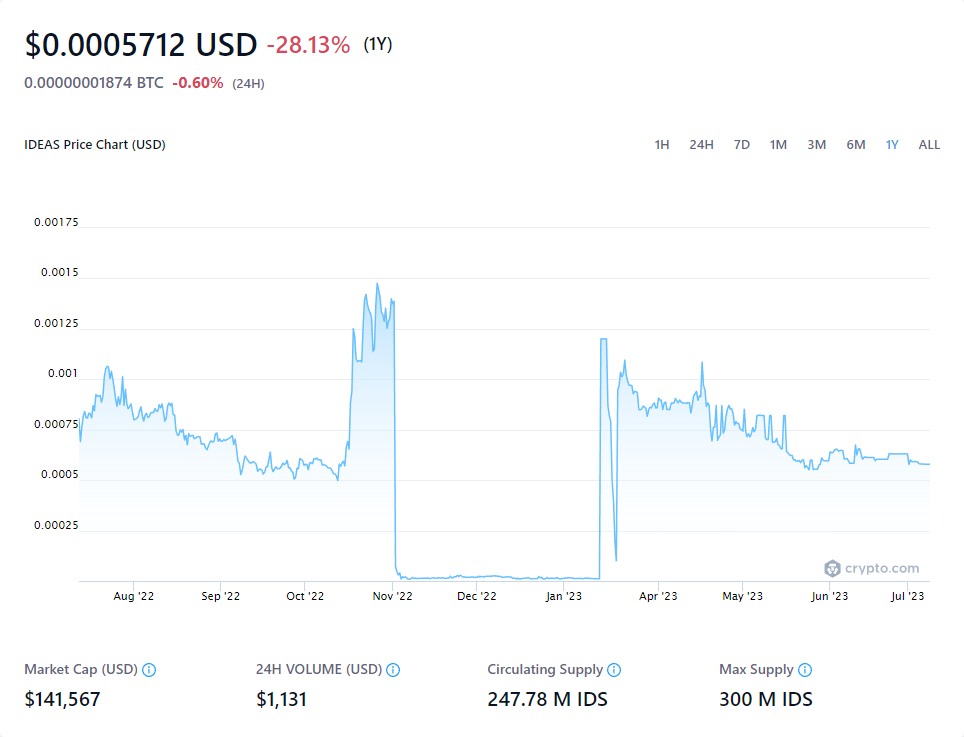 $0.0005712 USD -28.13% (1Y)
0.00000001874 BTC -0.60% (24H)
IDEAS Price Chart (USD) 1H 24H 7D 1M 3M 6M 1Y ALL
0.00175
0.0015
0.00125
0.001
0.00075
0.0005
0.00025
crypto.com
Aug '22 Sep '22 Oct '22 Nov '22 Dec '22 Jan '23 Apr '23 May '23 Jun '23 Jul '23
Market Cap (USD) 24H VOLUME (USD) Circulating Supply Max Supply
$141,567 $1,131 247.78 M IDS 300 M IDS